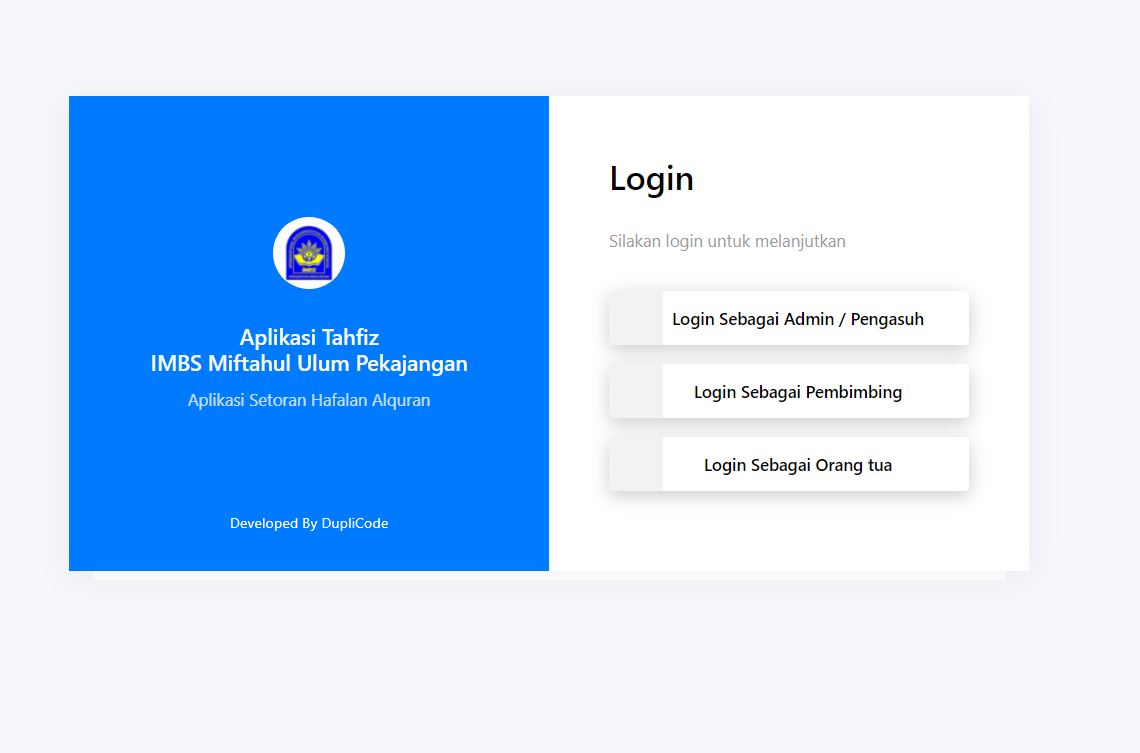 IMBS
Aplikasi Tahfiz
IMBS Miftahul Ulum Pekajangan
Aplikasi Setoran Hafalan Alquran
Developed By DupliCode
Login
Silakan login untuk melanjutkan
Login Sebagai Admin / Pengasuh
Login Sebagai Pembimbing
Login Sebagai Orang tua